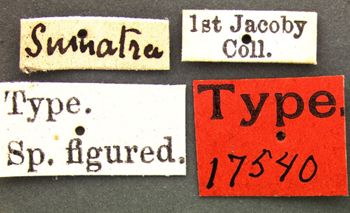 Sumatra
1st Jacoby
Coll.
Type.
Sp. figured.
Type.
17540